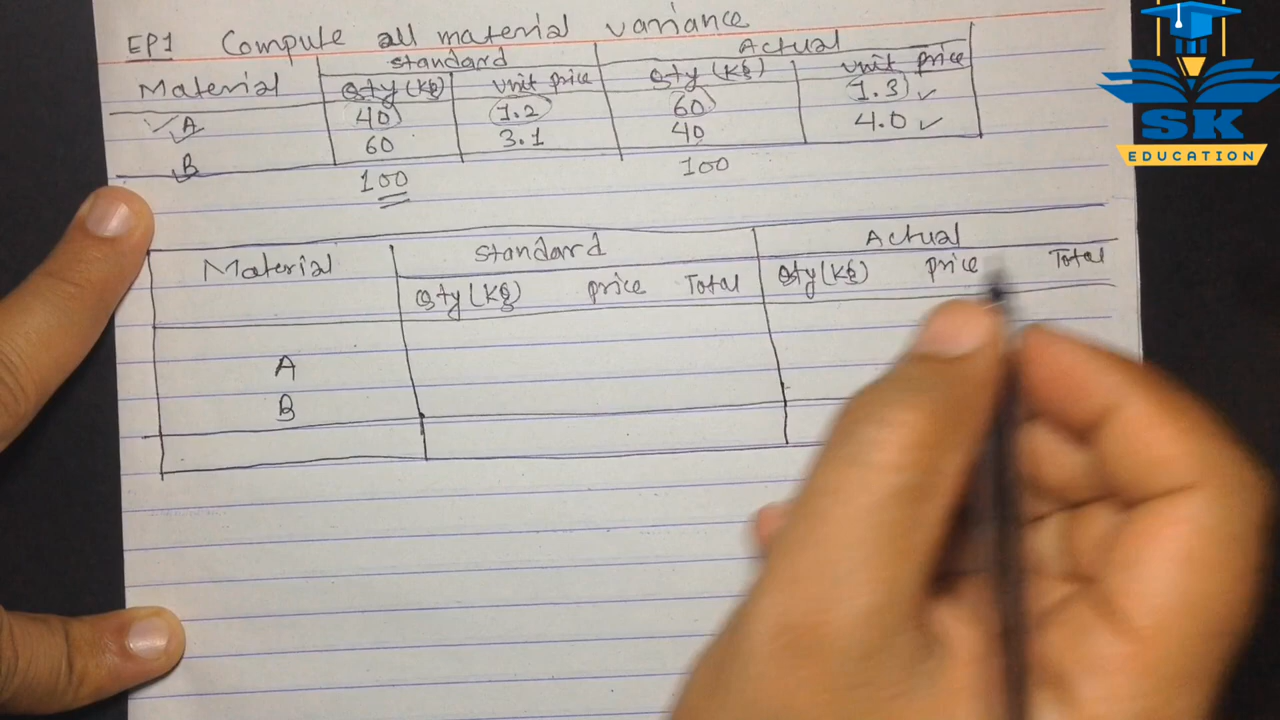 EP1 Compute all material variance
Material Standard Actual
Qty (Kg) Unit price Qty (Kg) Unit price
A 40 1.2 60 1.3
B 60 3.1 40 4.0
100 100
SK
EDUCATION
Material Standard Actual
Qty (Kg) Price Total Qty (Kg) Price Total
A
B